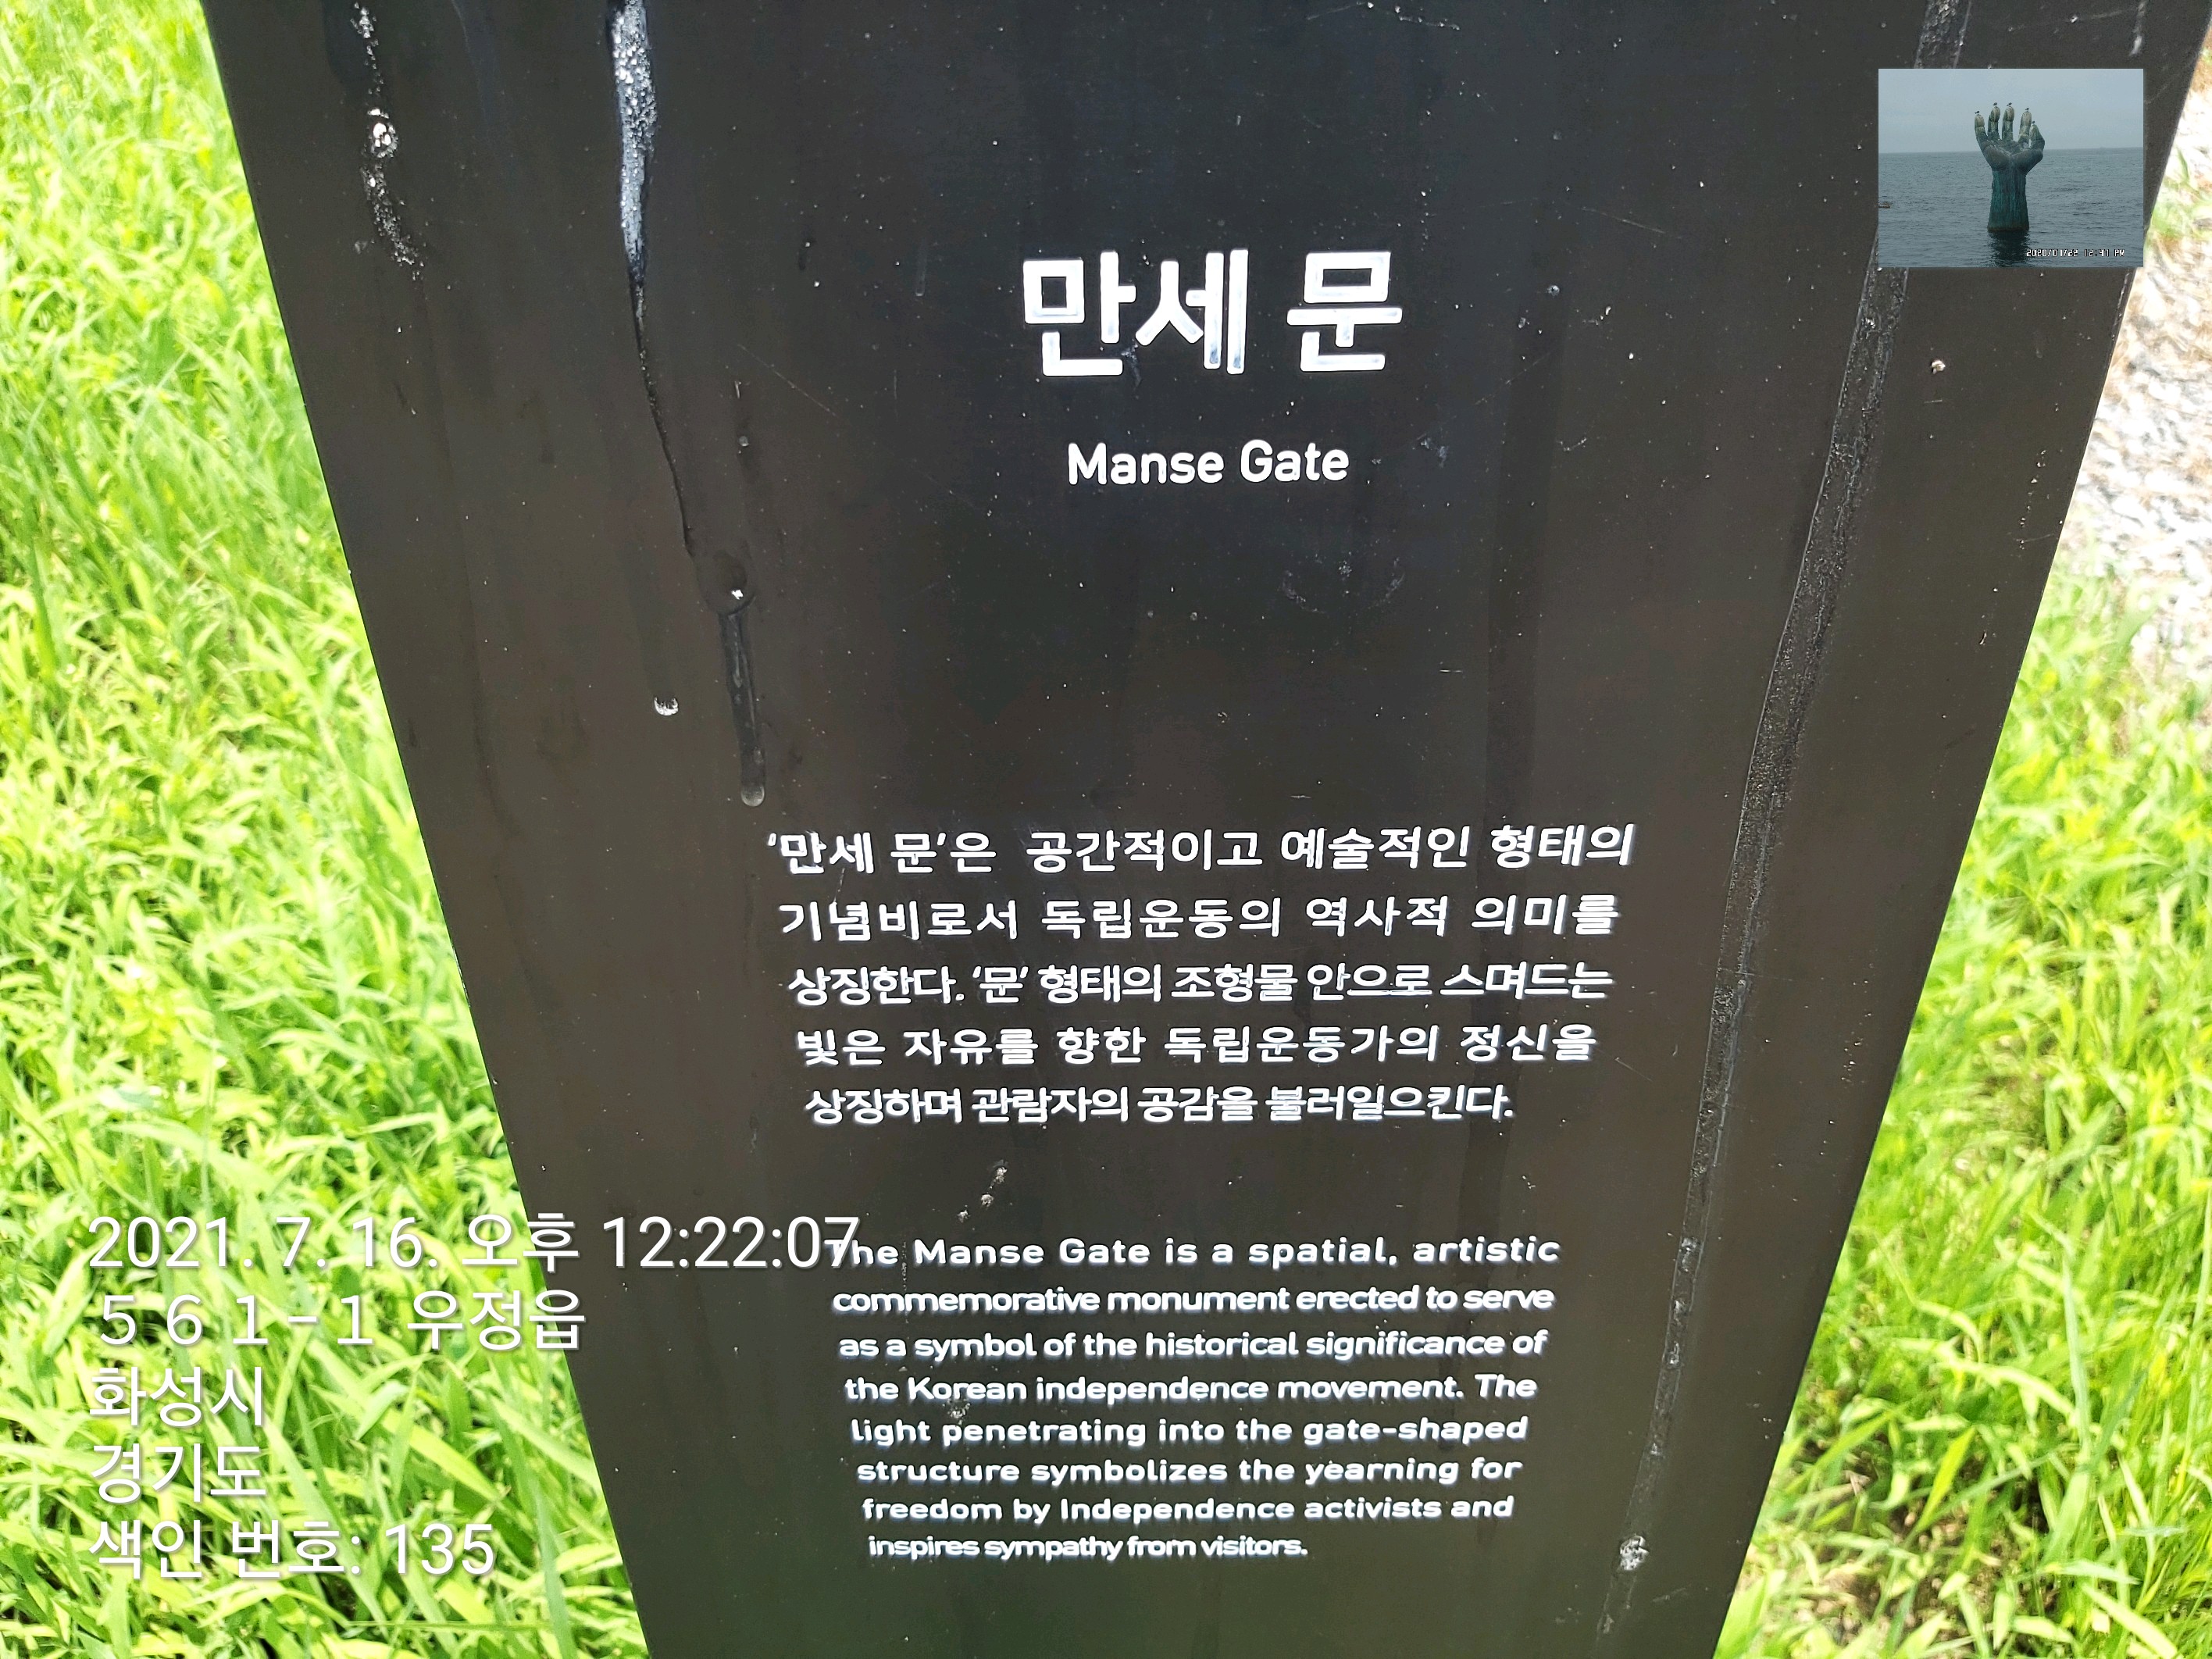 만세 문
Manse Gate
‘만세 문’은 공간적이고 예술적인 형태의
기념비로서 독립운동의 역사적 의미를
상징한다. ‘문’ 형태의 조형물 안으로 스며드는
빛은 자유를 향한 독립운동가의 정신을
상징하며 관람자의 공감을 불러일으킨다.
The Manse Gate is a spatial, artistic
commemorative monument erected to serve
as a symbol of the historical significance of
the Korean independence movement. The
light penetrating into the gate-shaped
structure symbolizes the yearning for
freedom by Independence activists and
inspires sympathy from visitors.
2021. 7. 16. 오후 12:22:07
5 6 1 - 1 우정읍
화성시
경기도
색인 번호: 135